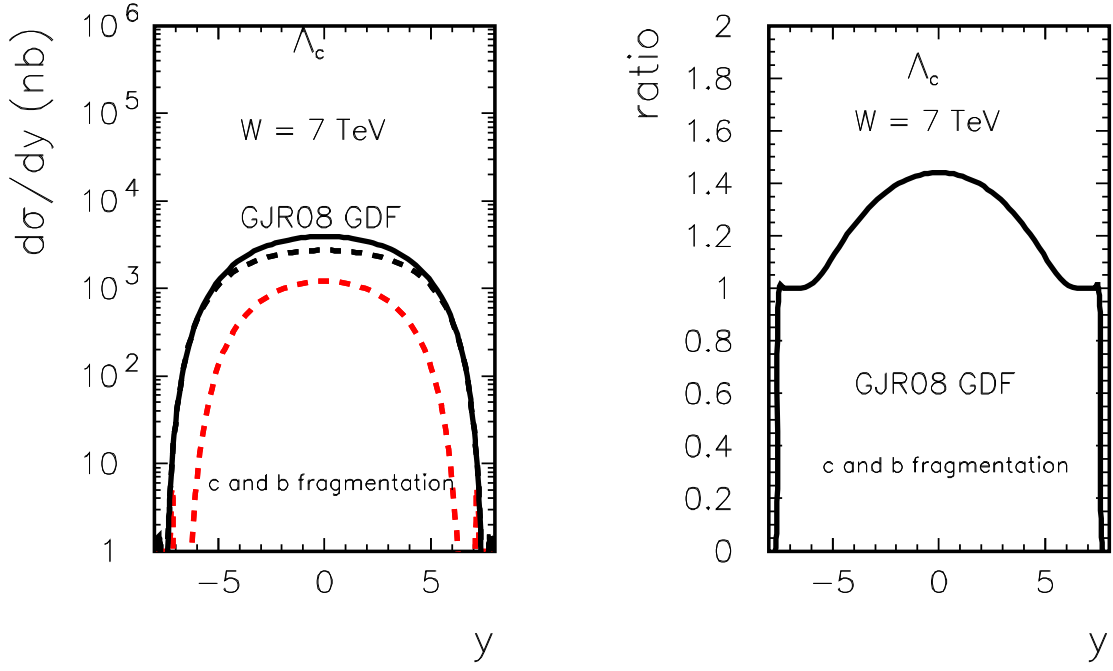 dσ/dy (nb)
10^6
10^5
10^4
10^3
10^2
10
1
Λ_c
W = 7 TeV
GJR08 GDF
c and b fragmentation
−5
0
5
y
ratio
2
1.8
1.6
1.4
1.2
1
0.8
0.6
0.4
0.2
0
Λ_c
W = 7 TeV
GJR08 GDF
c and b fragmentation
−5
0
5
y